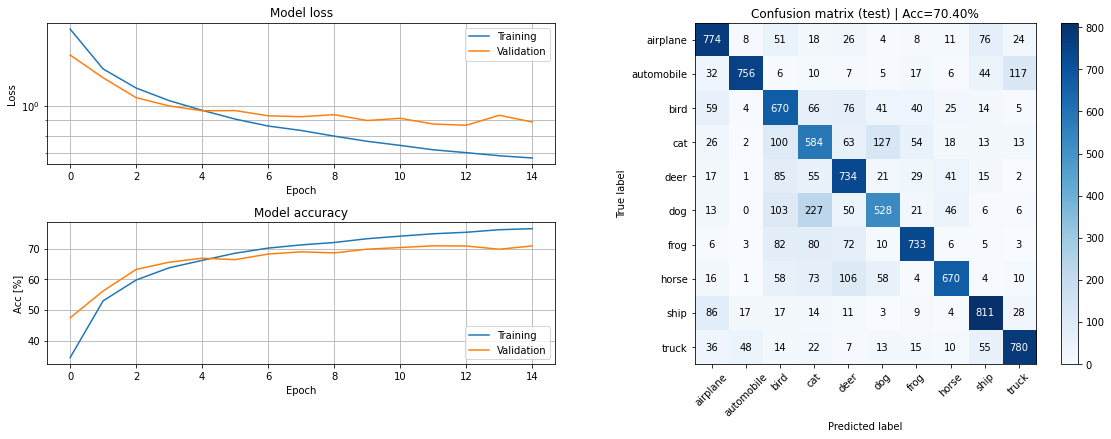 Model loss
Loss
10⁰
Training
Validation
0 2 4 6 8 10 12 14
Epoch
Model accuracy
Acc [%]
70
60
50
40
Training
Validation
0 2 4 6 8 10 12 14
Epoch
Confusion matrix (test) | Acc=70.40%
True label
airplane 774 8 51 18 26 4 8 11 76 24
automobile 32 756 6 10 7 5 17 6 44 117
bird 59 4 670 66 76 41 40 25 14 5
cat 26 2 100 584 63 127 54 18 13 13
deer 17 1 85 55 734 21 29 41 15 2
dog 13 0 103 227 50 528 21 46 6 6
frog 6 3 82 80 72 10 733 6 5 3
horse 16 1 58 73 106 58 4 670 4 10
ship 86 17 17 14 11 3 9 4 811 28
truck 36 48 14 22 7 13 15 10 55 780
airplane automobile bird cat deer dog frog horse ship truck
Predicted label
800
700
600
500
400
300
200
100
0